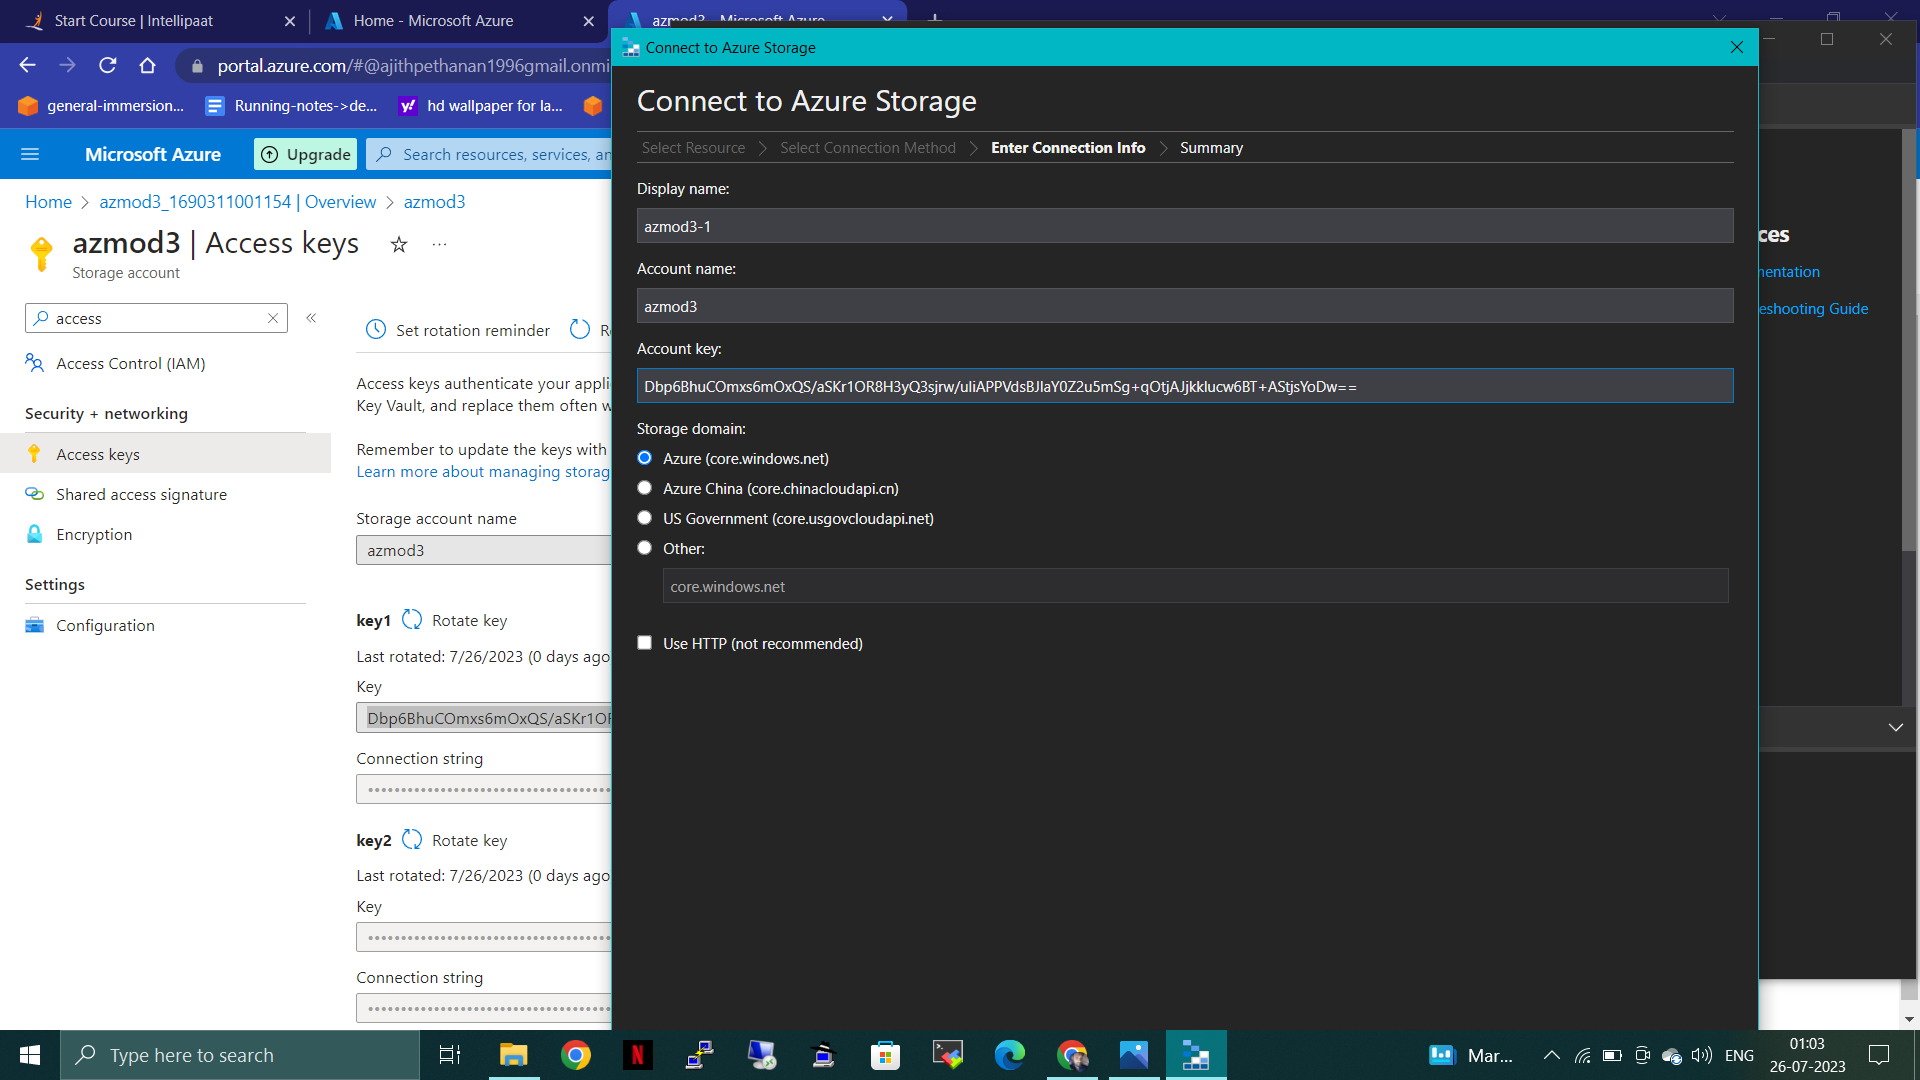 Start Course | Intellipaat
Home - Microsoft Azure
portal.azure.com/#@ajithpethanan1996gmail.onmi
general-immersion...
Running-notes->de...
hd wallpaper for la...
Microsoft Azure
Upgrade
Search resources, services, an
Home > azmod3_1690311001154 | Overview > azmod3
azmod3 | Access keys
Storage account
access
Access Control (IAM)
Security + networking
Access keys
Shared access signature
Encryption
Settings
Configuration
Set rotation reminder
Access keys authenticate your appli
Key Vault, and replace them often w
Remember to update the keys with
Learn more about managing storag
Storage account name
azmod3
key1
Rotate key
Last rotated: 7/26/2023 (0 days ago
Key
Dbp6BhuCOmxs6mOxQS/aSKr1OR
Connection string
key2
Rotate key
Last rotated: 7/26/2023 (0 days ago
Key
Connection string
Connect to Azure Storage
Connect to Azure Storage
Select Resource > Select Connection Method > Enter Connection Info > Summary
Display name:
azmod3-1
Account name:
azmod3
Account key:
Storage domain:
Azure (core.windows.net)
Azure China (core.chinacloudapi.cn)
US Government (core.usgovcloudapi.net)
Other:
core.windows.net
Use HTTP (not recommended)
ces
nentation
eshooting Guide
Type here to search
Mar...
ENG
01:03
26-07-2023